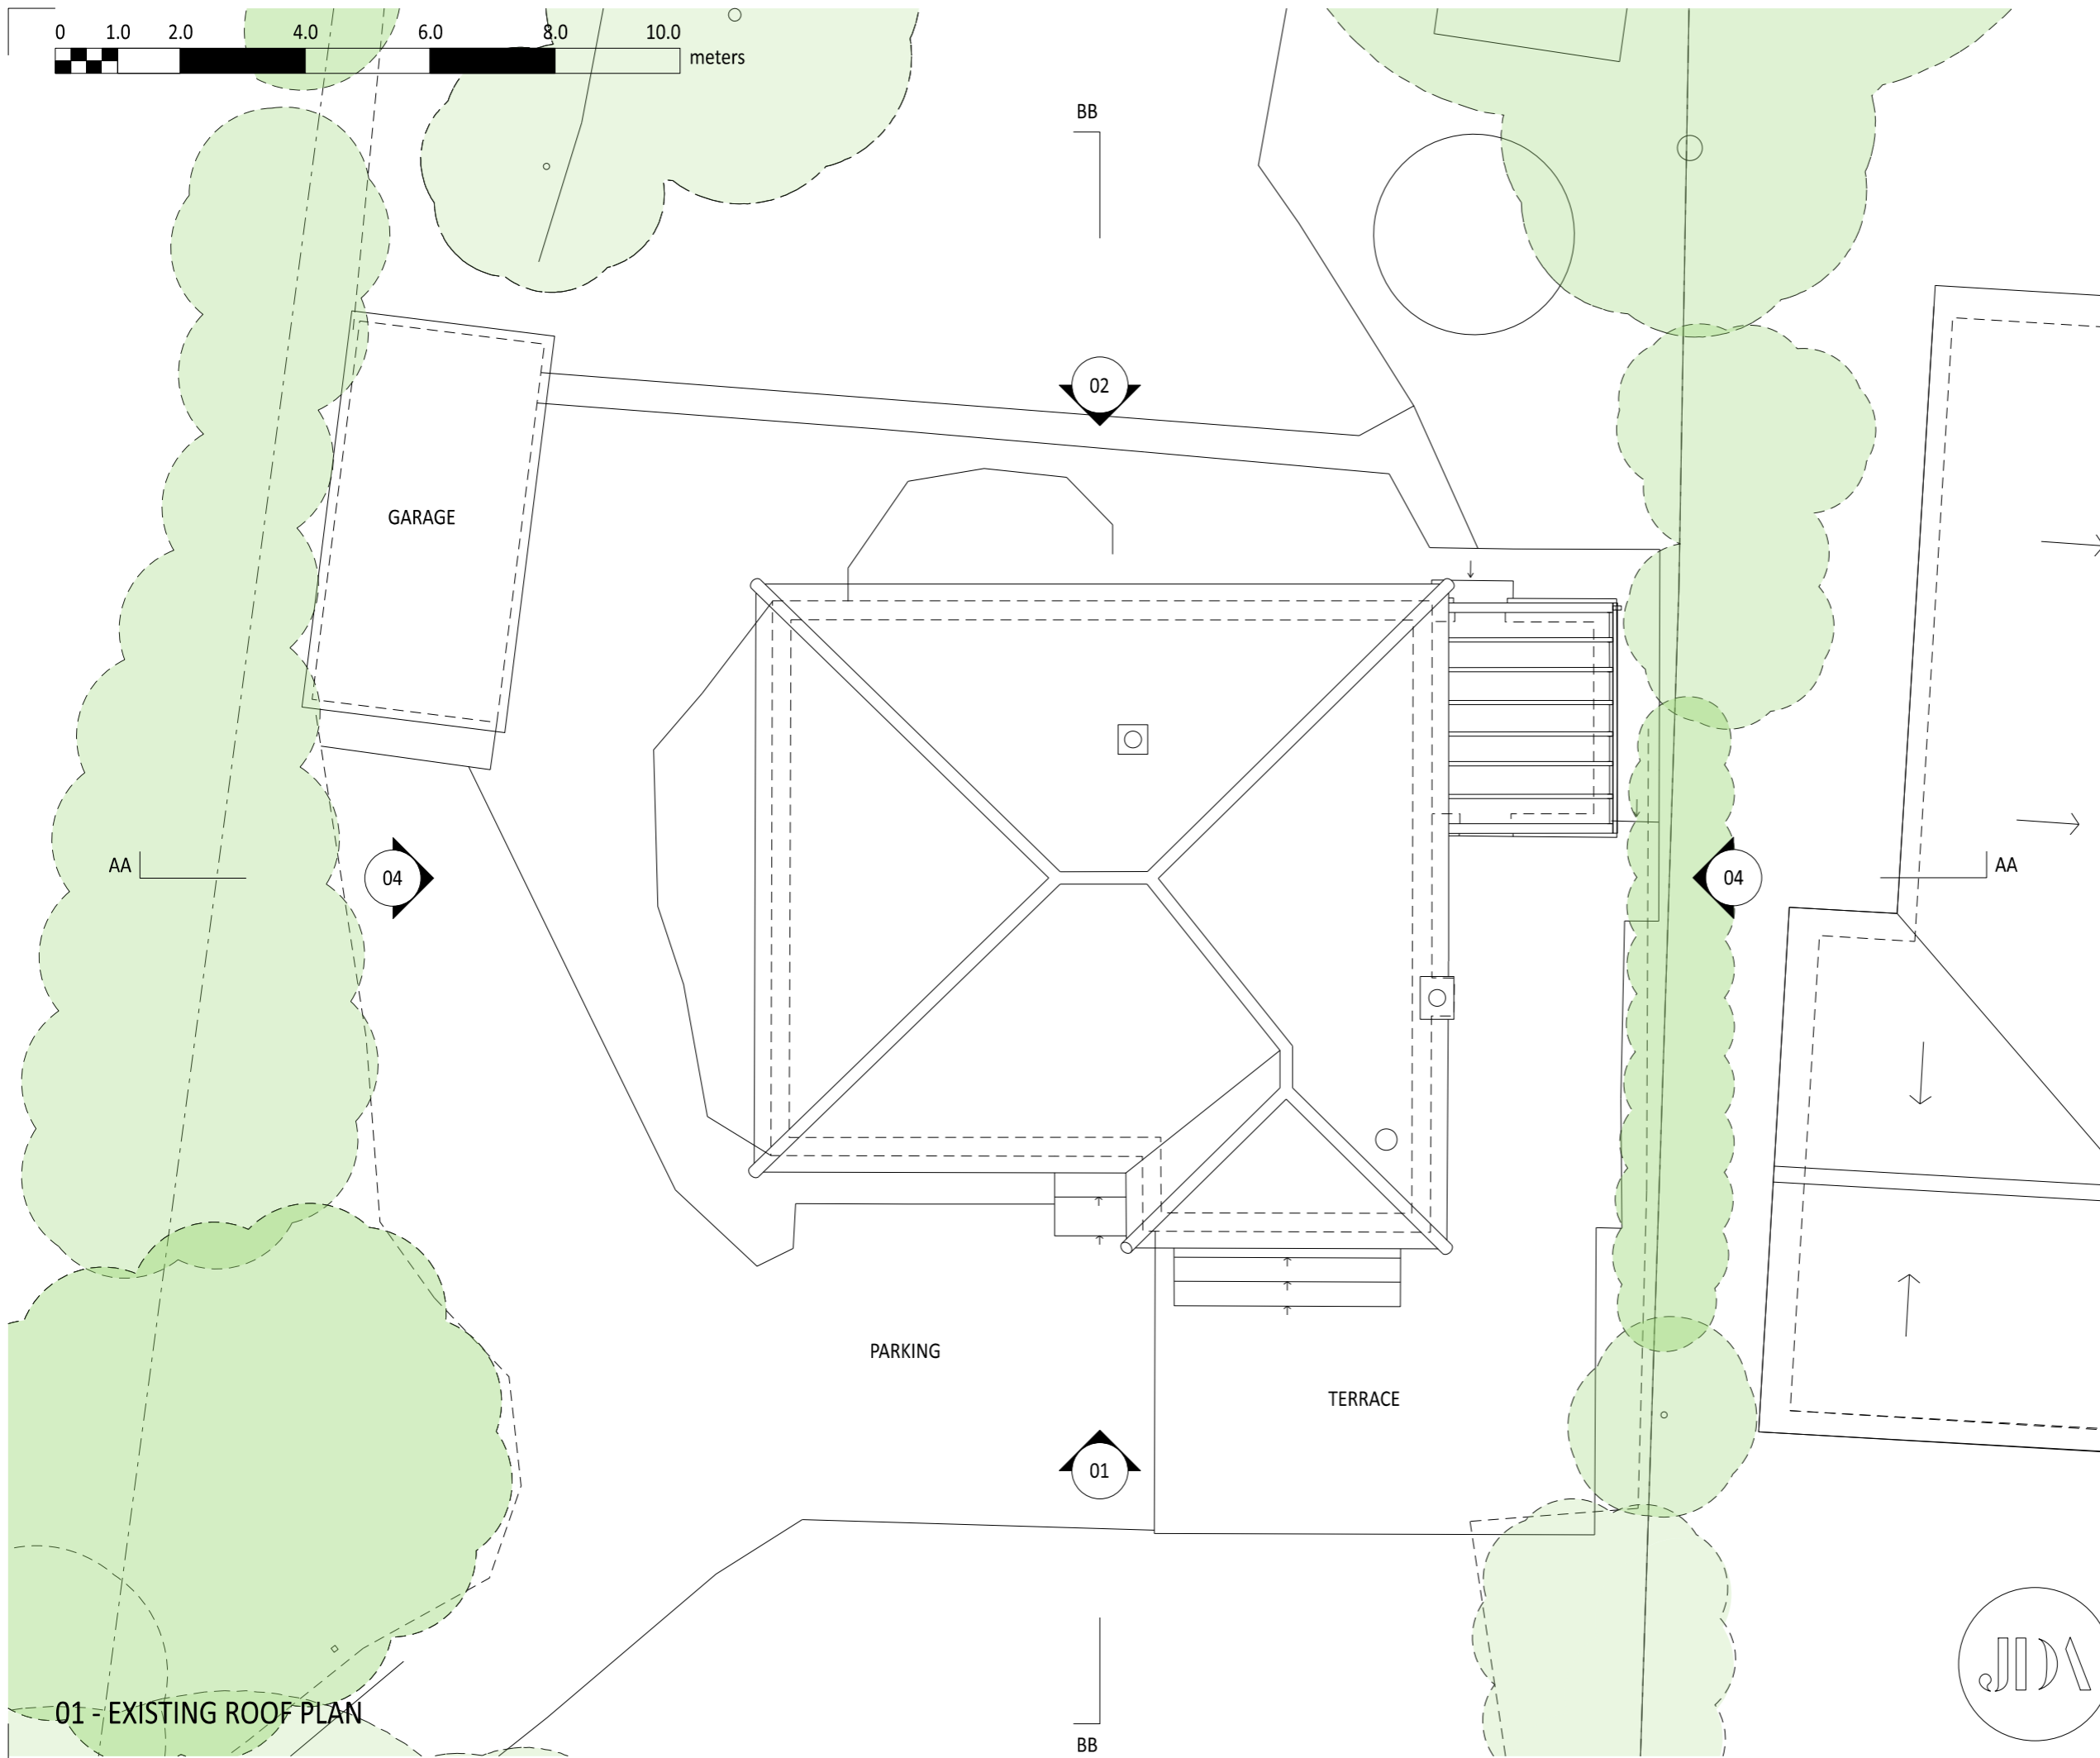 0 1.0 2.0 4.0 6.0 8.0 10.0
meters
BB
02
GARAGE
AA
04
04
AA
PARKING
TERRACE
01
JDA
01 - EXISTING ROOF PLAN
BB